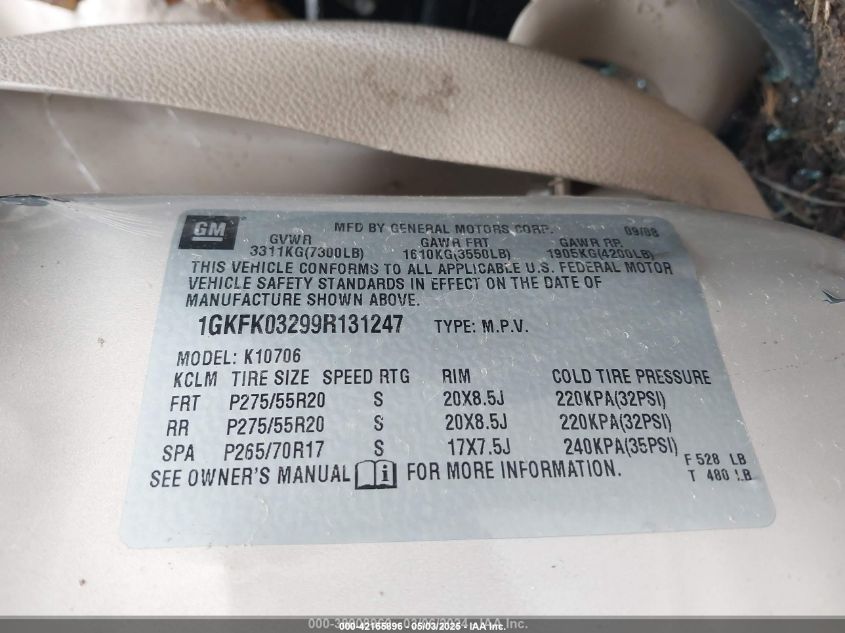 GM
MFD BY GENERAL MOTORS CORP. 09/08
GVWR GAWR FRT GAWR RR.
3311KG(7300LB) 1610KG(3550LB) 1905KG(4200LB)
THIS VEHICLE CONFORMS TO ALL APPLICABLE U.S. FEDERAL MOTOR
VEHICLE SAFETY STANDARDS IN EFFECT ON THE DATE OF
MANUFACTURE SHOWN ABOVE.
1GKFK03299R131247 TYPE: M.P.V.
MODEL: K10706
KCLM TIRE SIZE SPEED RTG RIM COLD TIRE PRESSURE
FRT P275/55R20 S 20X8.5J 220KPA(32PSI)
RR P275/55R20 S 20X8.5J 220KPA(32PSI)
SPA P265/70R17 S 17X7.5J 240KPA(35PSI)
F 528 LB
SEE OWNER'S MANUAL i FOR MORE INFORMATION.
T 480 LB
42165896 - 05/03/2025 - IAA Inc.